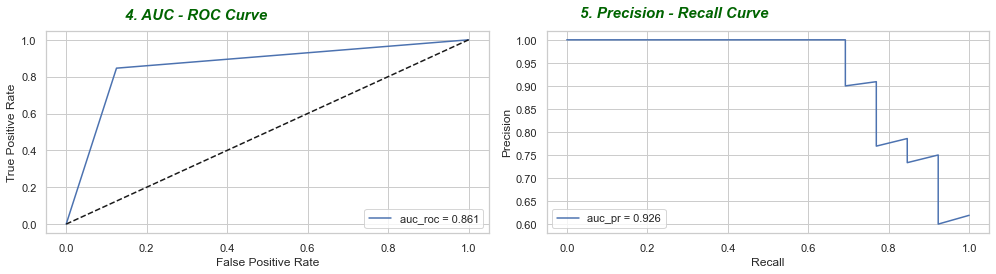 4. AUC - ROC Curve
True Positive Rate
1.0
0.8
0.6
0.4
0.2
0.0
auc_roc = 0.861
0.0 0.2 0.4 0.6 0.8 1.0
False Positive Rate
5. Precision - Recall Curve
Precision
1.00
0.95
0.90
0.85
0.80
0.75
0.70
0.65
0.60
auc_pr = 0.926
0.0 0.2 0.4 0.6 0.8 1.0
Recall